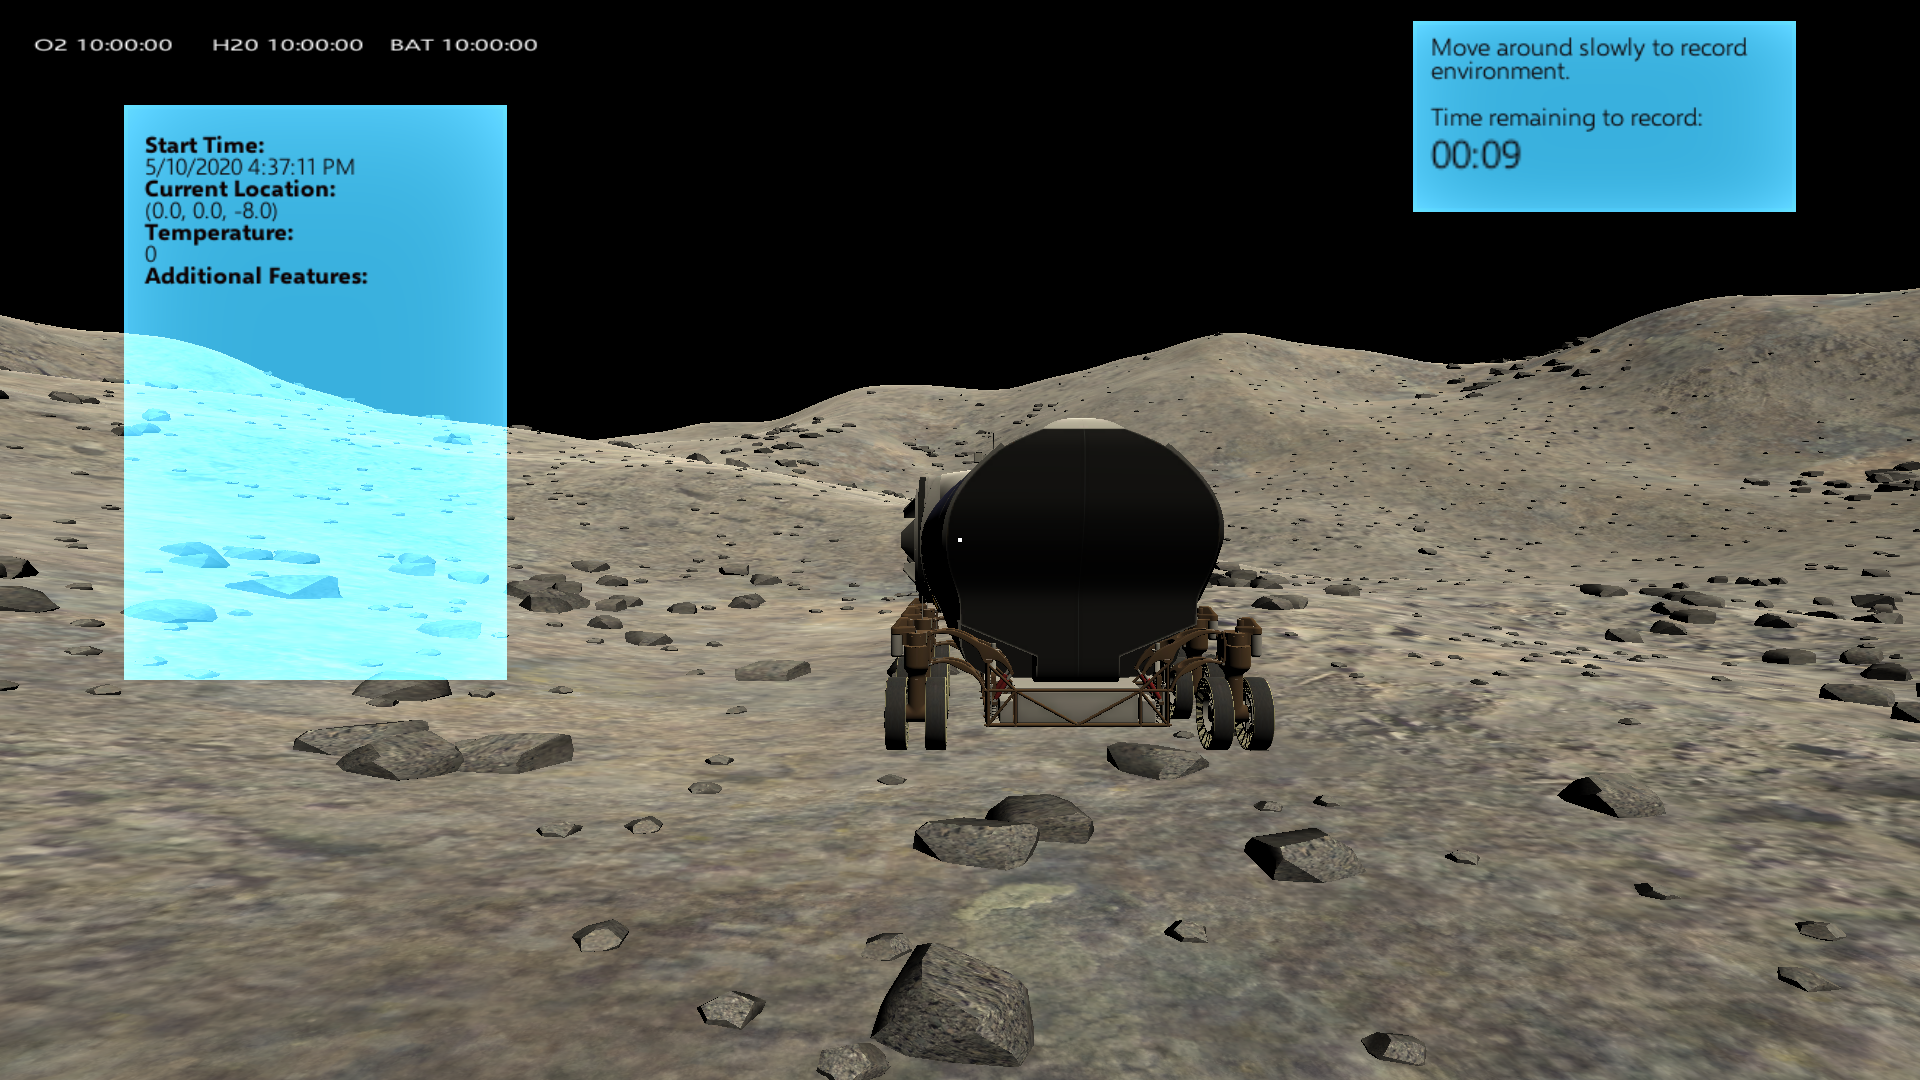 O2 10:00:00 H20 10:00:00 BAT 10:00:00
Start Time:
5/10/2020 4:37:11 PM
Current Location:
(0.0, 0.0, -8.0)
Temperature:
0
Additional Features:
Move around slowly to record
environment.
Time remaining to record:
00:09